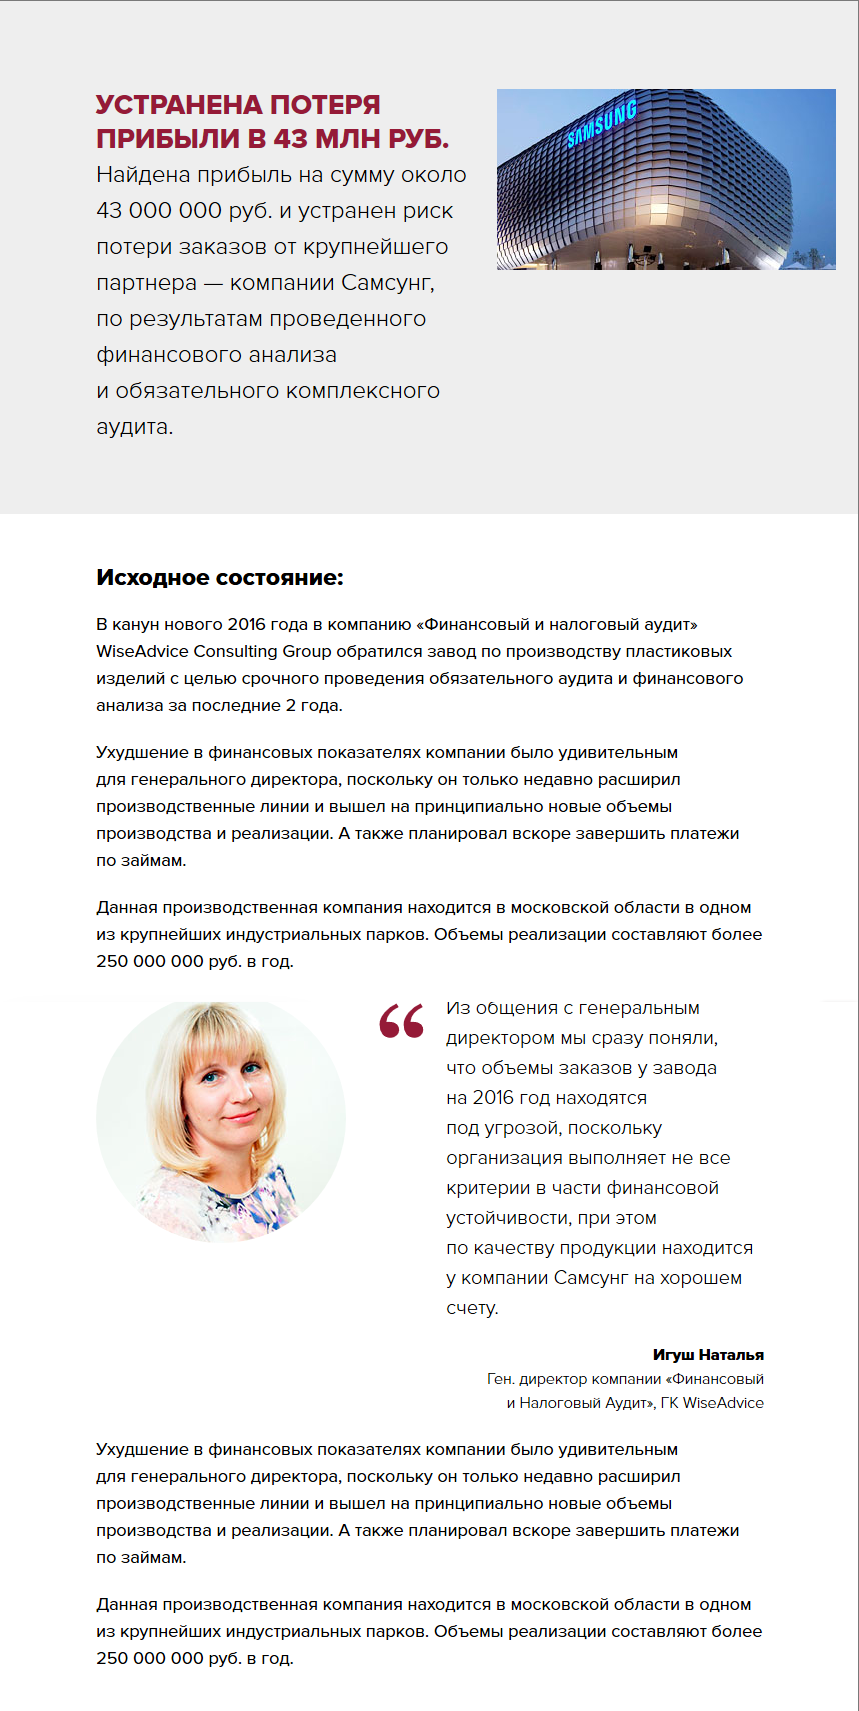 УСТРАНЕНА ПОТЕРЯ
ПРИБЫЛИ В 43 МЛН РУБ.
Найдена прибыль на сумму около
43 000 000 руб. и устранен риск
потери заказов от крупнейшего
партнера — компании Самсунг,
по результатам проведенного
финансового анализа
и обязательного комплексного
аудита.
SAMSUNG
Исходное состояние:
В канун нового 2016 года в компанию «Финансовый и налоговый аудит»
WiseAdvice Consulting Group обратился завод по производству пластиковых
изделий с целью срочного проведения обязательного аудита и финансового
анализа за последние 2 года.
Ухудшение в финансовых показателях компании было удивительным
для генерального директора, поскольку он только недавно расширил
производственные линии и вышел на принципиально новые объемы
производства и реализации. А также планировал вскоре завершить платежи
по займам.
Данная производственная компания находится в московской области в одном
из крупнейших индустриальных парков. Объемы реализации составляют более
250 000 000 руб. в год.
“
Из общения с генеральным
директором мы сразу поняли,
что объемы заказов у завода
на 2016 год находятся
под угрозой, поскольку
организация выполняет не все
критерии в части финансовой
устойчивости, при этом
по качеству продукции находится
у компании Самсунг на хорошем
счету.
Игуш Наталья
Ген. директор компании «Финансовый
и Налоговый Аудит», ГК WiseAdvice
Ухудшение в финансовых показателях компании было удивительным
для генерального директора, поскольку он только недавно расширил
производственные линии и вышел на принципиально новые объемы
производства и реализации. А также планировал вскоре завершить платежи
по займам.
Данная производственная компания находится в московской области в одном
из крупнейших индустриальных парков. Объемы реализации составляют более
250 000 000 руб. в год.